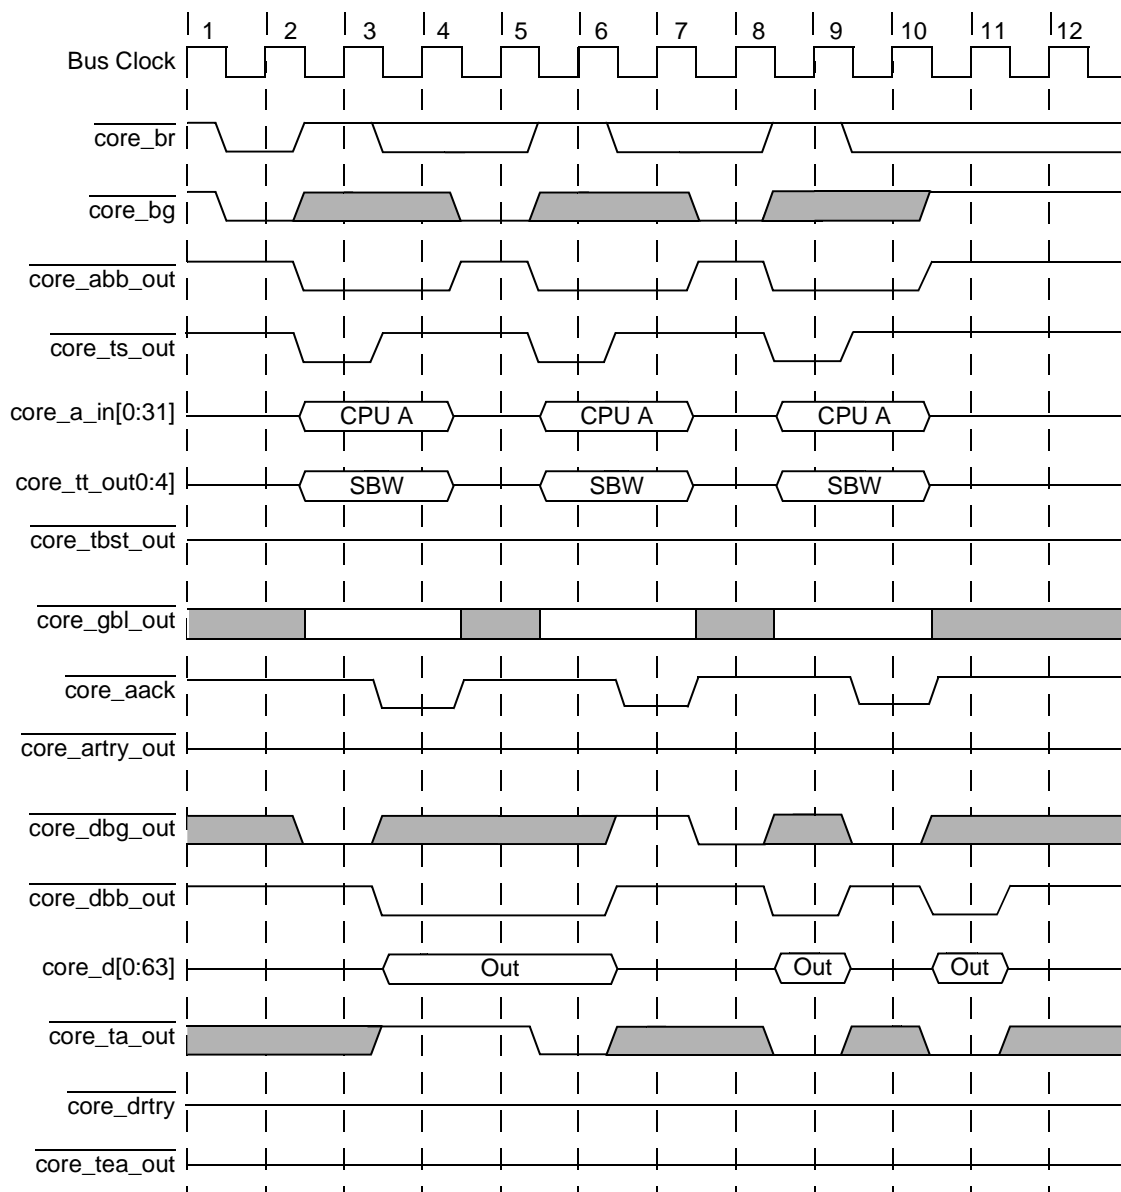 1 2 3 4 5 6 7 8 9 10 11 12
Bus Clock
core_br
core_bg
core_abb_out
core_ts_out
core_a_in[0:31] CPU A CPU A CPU A
core_tt_out0:4] SBW SBW SBW
core_tbst_out
core_gbl_out
core_aack
core_artry_out
core_dbg_out
core_dbb_out
core_d[0:63] Out Out Out
core_ta_out
core_drtry
core_tea_out